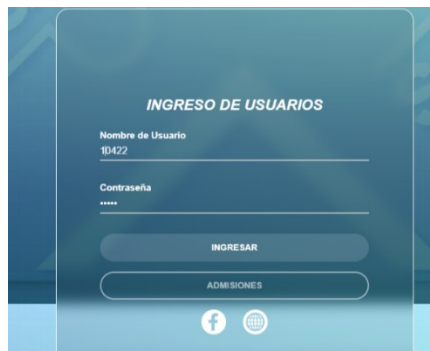 INGRESO DE USUARIOS
Nombre de Usuario
10422
Contraseña
•••••
INGRESAR
ADMISIONES